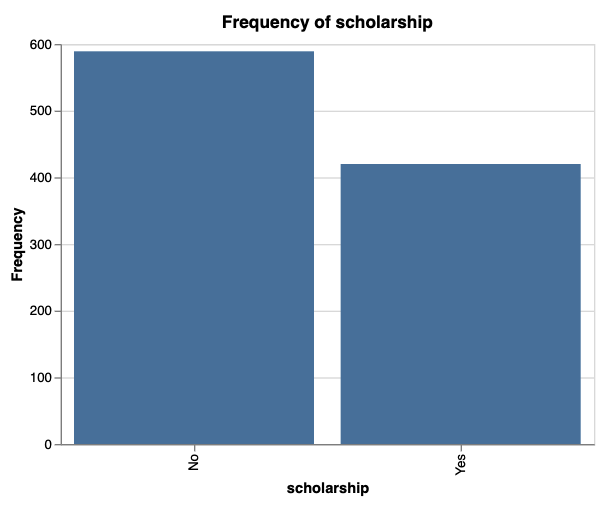 Frequency of scholarship
600
500
400
300
200
100
0
Frequency
No
Yes
scholarship